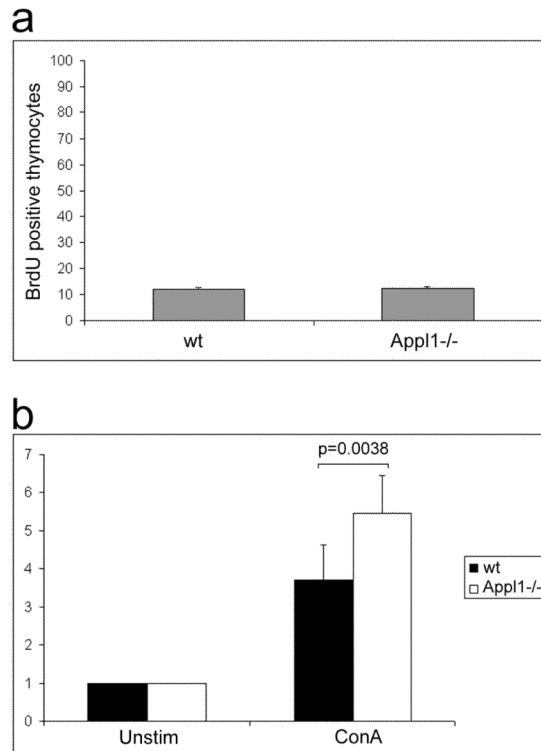 a
BrdU positive thymocytes
100
90
80
70
60
50
40
30
20
10
0
wt
Appl1-/-
b
7
6
5
4
3
2
1
0
p=0.0038
Unstim
ConA
wt
Appl1-/-